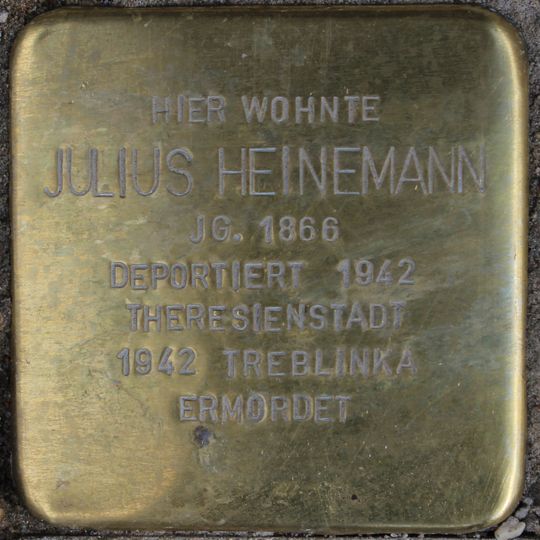 HIER WOHNTE
JULIUS HEINEMANN
JG. 1866
DEPORTIERT 1942
THERESIENSTADT
1942 TREBLINKA
ERMORDET